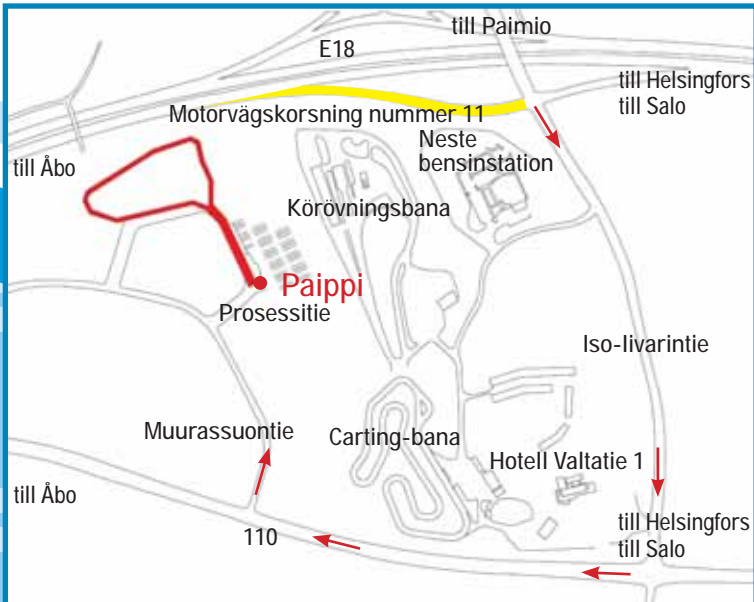 till Paimio
E18
till Helsingfors
till Salo
Motorvägskorsning nummer 11
Neste
bensinstation
till Åbo
Körövningsbana
Paippi
Prosessitie
Iso-Iivarintie
Muurassuontie
Carting-bana
Hotell Valtatie 1
till Åbo
110
till Helsingfors
till Salo